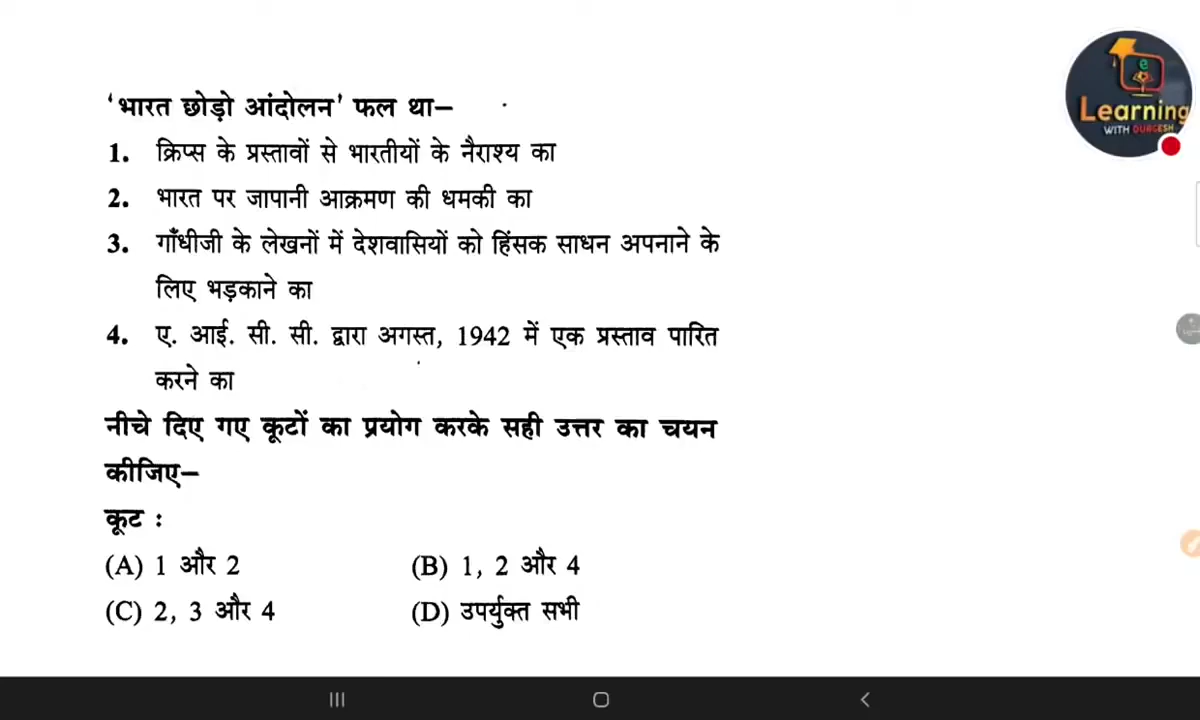 'भारत छोड़ो आंदोलन' फल था–
1. क्रिप्स के प्रस्तावों से भारतीयों के नैराश्य का
2. भारत पर जापानी आक्रमण की धमकी का
3. गाँधीजी के लेखनों में देशवासियों को हिंसक साधन अपनाने के
लिए भड़काने का
4. ए. आई. सी. सी. द्वारा अगस्त, 1942 में एक प्रस्ताव पारित
करने का
नीचे दिए गए कूटों का प्रयोग करके सही उत्तर का चयन
कीजिए–
कूट :
(A) 1 और 2 (B) 1, 2 और 4
(C) 2, 3 और 4 (D) उपर्युक्त सभी
e
Learning
WITH DURGESH